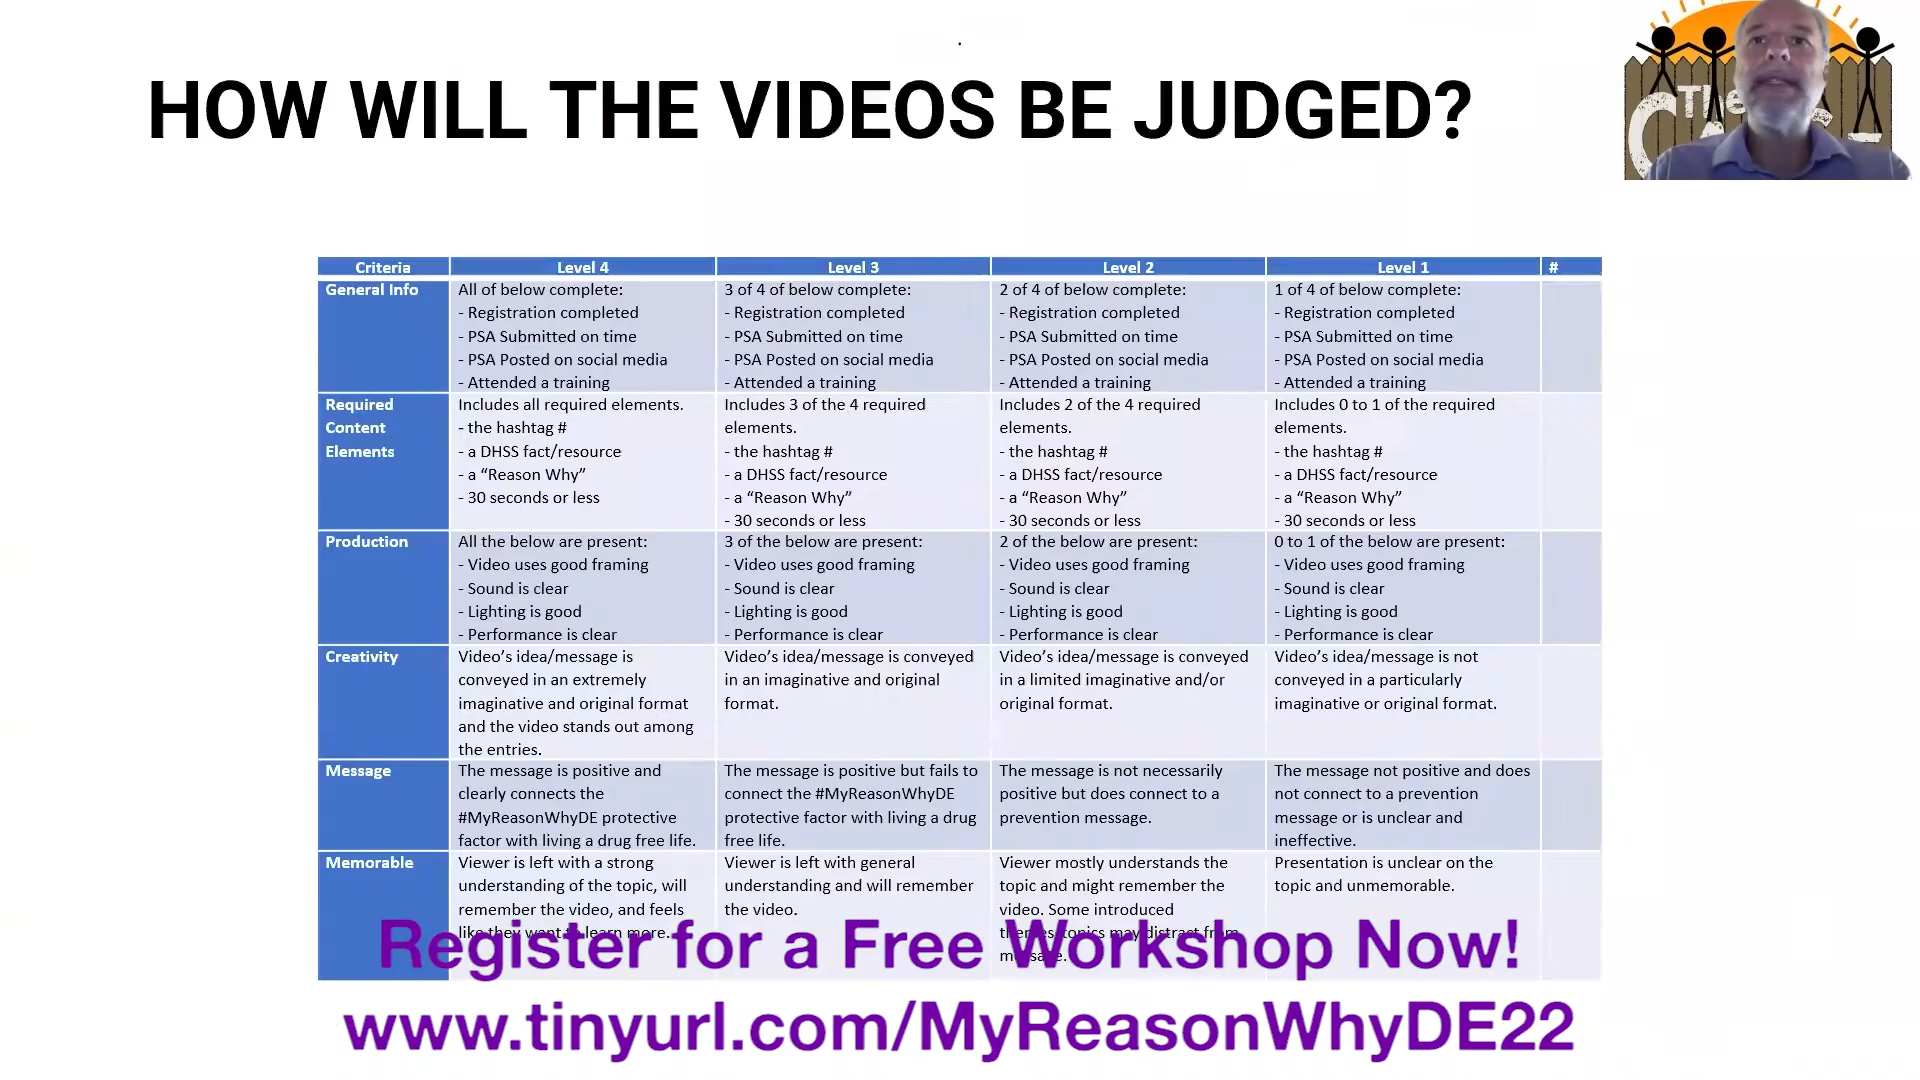 HOW WILL THE VIDEOS BE JUDGED?
The
Criteria
Level 4
Level 3
Level 2
Level 1
#
General Info
All of below complete:
- Registration completed
- PSA Submitted on time
- PSA Posted on social media
- Attended a training
3 of 4 of below complete:
- Registration completed
- PSA Submitted on time
- PSA Posted on social media
- Attended a training
2 of 4 of below complete:
- Registration completed
- PSA Submitted on time
- PSA Posted on social media
- Attended a training
1 of 4 of below complete:
- Registration completed
- PSA Submitted on time
- PSA Posted on social media
- Attended a training
Required
Content
Elements
Includes all required elements.
- the hashtag #
- a DHSS fact/resource
- a “Reason Why”
- 30 seconds or less
Includes 3 of the 4 required
elements.
- the hashtag #
- a DHSS fact/resource
- a “Reason Why”
- 30 seconds or less
Includes 2 of the 4 required
elements.
- the hashtag #
- a DHSS fact/resource
- a “Reason Why”
- 30 seconds or less
Includes 0 to 1 of the required
elements.
- the hashtag #
- a DHSS fact/resource
- a “Reason Why”
- 30 seconds or less
Production
All the below are present:
- Video uses good framing
- Sound is clear
- Lighting is good
- Performance is clear
3 of the below are present:
- Video uses good framing
- Sound is clear
- Lighting is good
- Performance is clear
2 of the below are present:
- Video uses good framing
- Sound is clear
- Lighting is good
- Performance is clear
0 to 1 of the below are present:
- Video uses good framing
- Sound is clear
- Lighting is good
- Performance is clear
Creativity
Video’s idea/message is
conveyed in an extremely
imaginative and original format
and the video stands out among
the entries.
Video’s idea/message is conveyed
in an imaginative and original
format.
Video’s idea/message is conveyed
in a limited imaginative and/or
original format.
Video’s idea/message is not
conveyed in a particularly
imaginative or original format.
Message
The message is positive and
clearly connects the
#MyReasonWhyDE protective
factor with living a drug free life.
The message is positive but fails to
connect the #MyReasonWhyDE
protective factor with living a drug
free life.
The message is not necessarily
positive but does connect to a
prevention message.
The message not positive and does
not connect to a prevention
message or is unclear and
ineffective.
Memorable
Viewer is left with a strong
understanding of the topic, will
remember the video, and feels
like they want to learn more.
Viewer is left with general
understanding and will remember
the video.
Viewer mostly understands the
topic and might remember the
video. Some introduced
may distract from
message.
Presentation is unclear on the
topic and unmemorable.
Register for a Free Workshop Now!
www.tinyurl.com/MyReasonWhyDE22